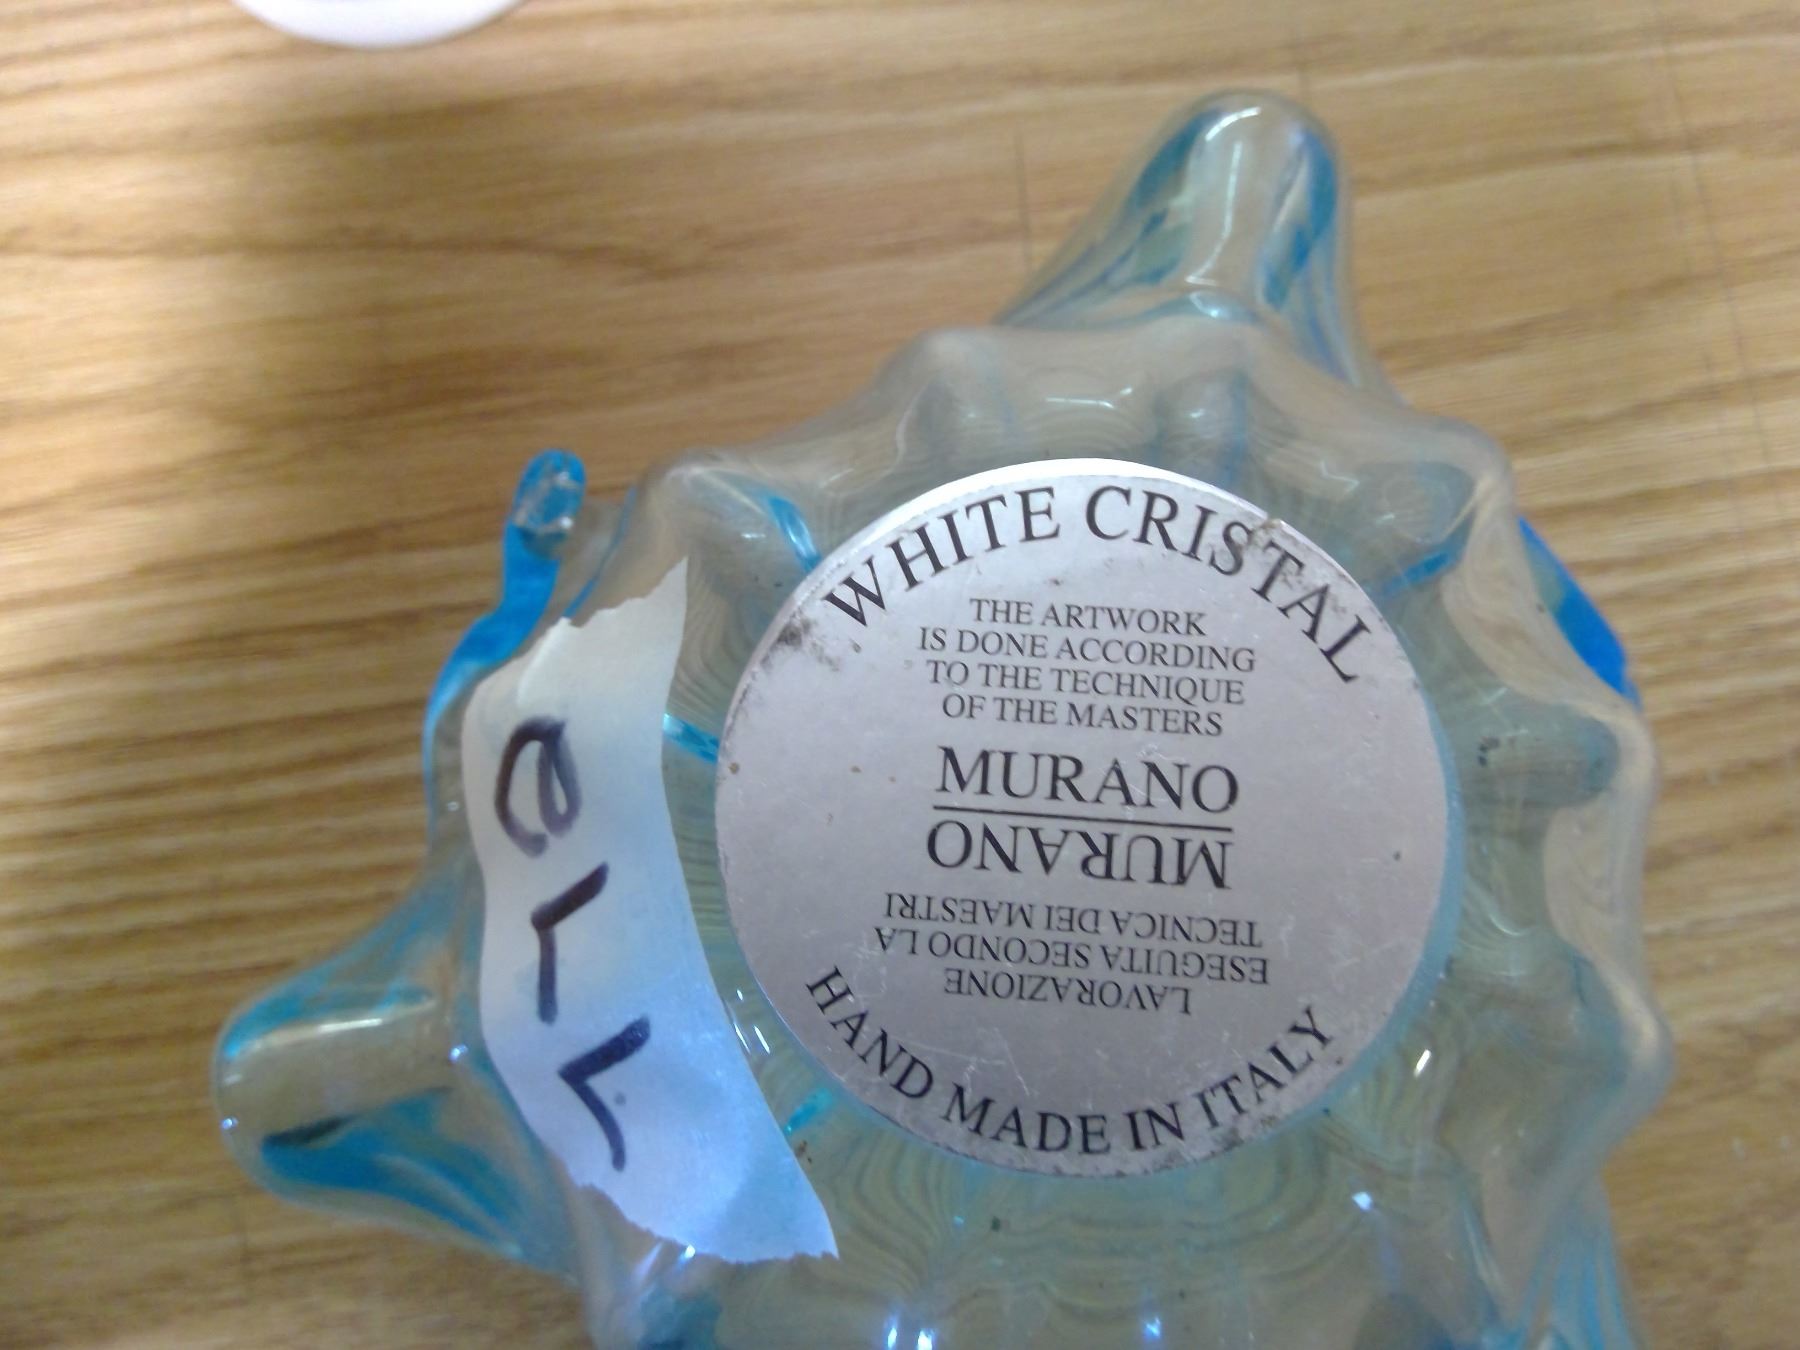 WHITE CRISTAL
THE ARTWORK
IS DONE ACCORDING
TO THE TECHNIQUE
OF THE MASTERS
MURANO
MURANO
LAVORAZIONE
ESEGUITA SECONDO LA
TECNICA DEI MAESTRI
HAND MADE IN ITALY
eLL